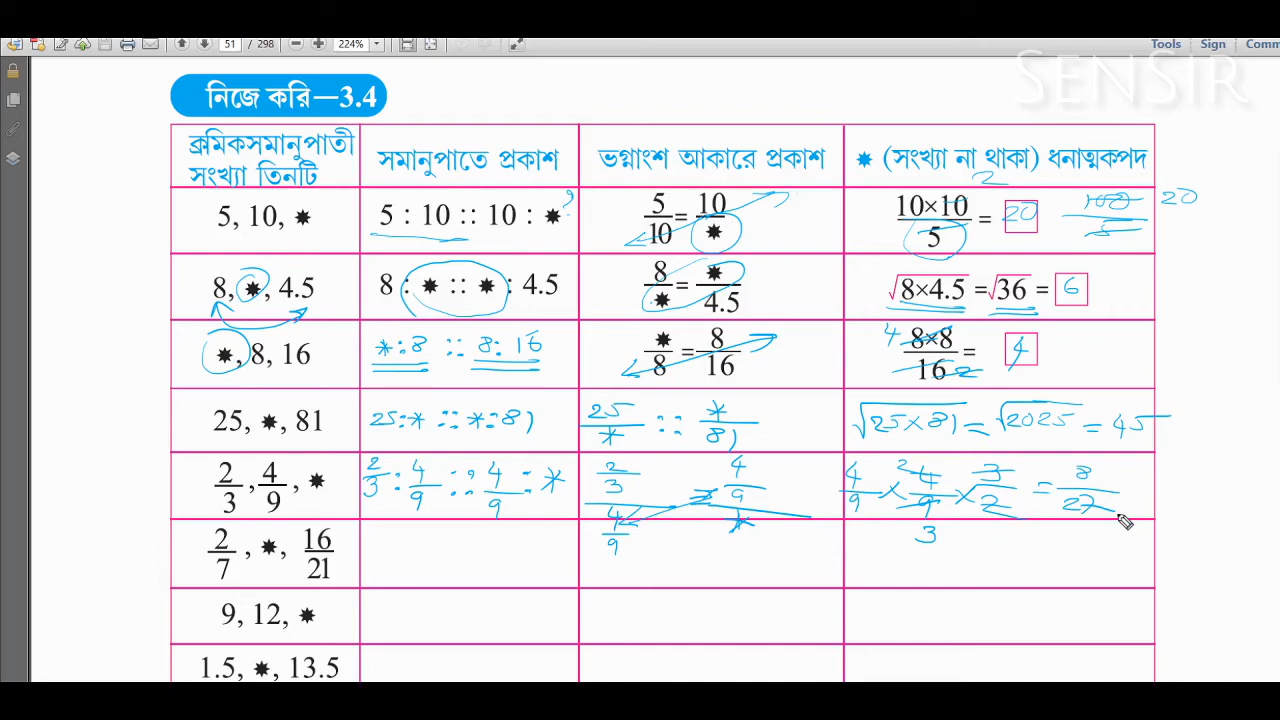 51 / 298 224% Tools Sign Comm
SENSIR
নিজে করি—3.4
ক্রমিকসমানুপাতী সংখ্যা তিনটি সমানুপাতে প্রকাশ ভগ্নাংশ আকারে প্রকাশ ✷ (সংখ্যা না থাকা) ধনাত্মকপদ
5, 10, ✷ 5 : 10 :: 10 : ✷ ? 5/10 = 10/✷ 10×10/5 = 20 2 100/5 20
8, ✷, 4.5 8 : ✷ :: ✷ : 4.5 8/✷ = ✷/4.5 √8×4.5 = √36 = 6
✷, 8, 16 *:8 :: 8:16 ✷/8 = 8/16 4 8×8/16 2 = 4
25, ✷, 81 25:* :: *:81 25/* :: */81 √25×81 = √2025 = 45
2/3, 4/9, ✷ 2/3 : 4/9 :: 4/9 : * 2/3 / 4/9 = 4/9 / * 4/9 × 4/9 × 3/2 = 8/27 2 3
2/7, ✷, 16/21
9, 12, ✷
1.5, ✷, 13.5